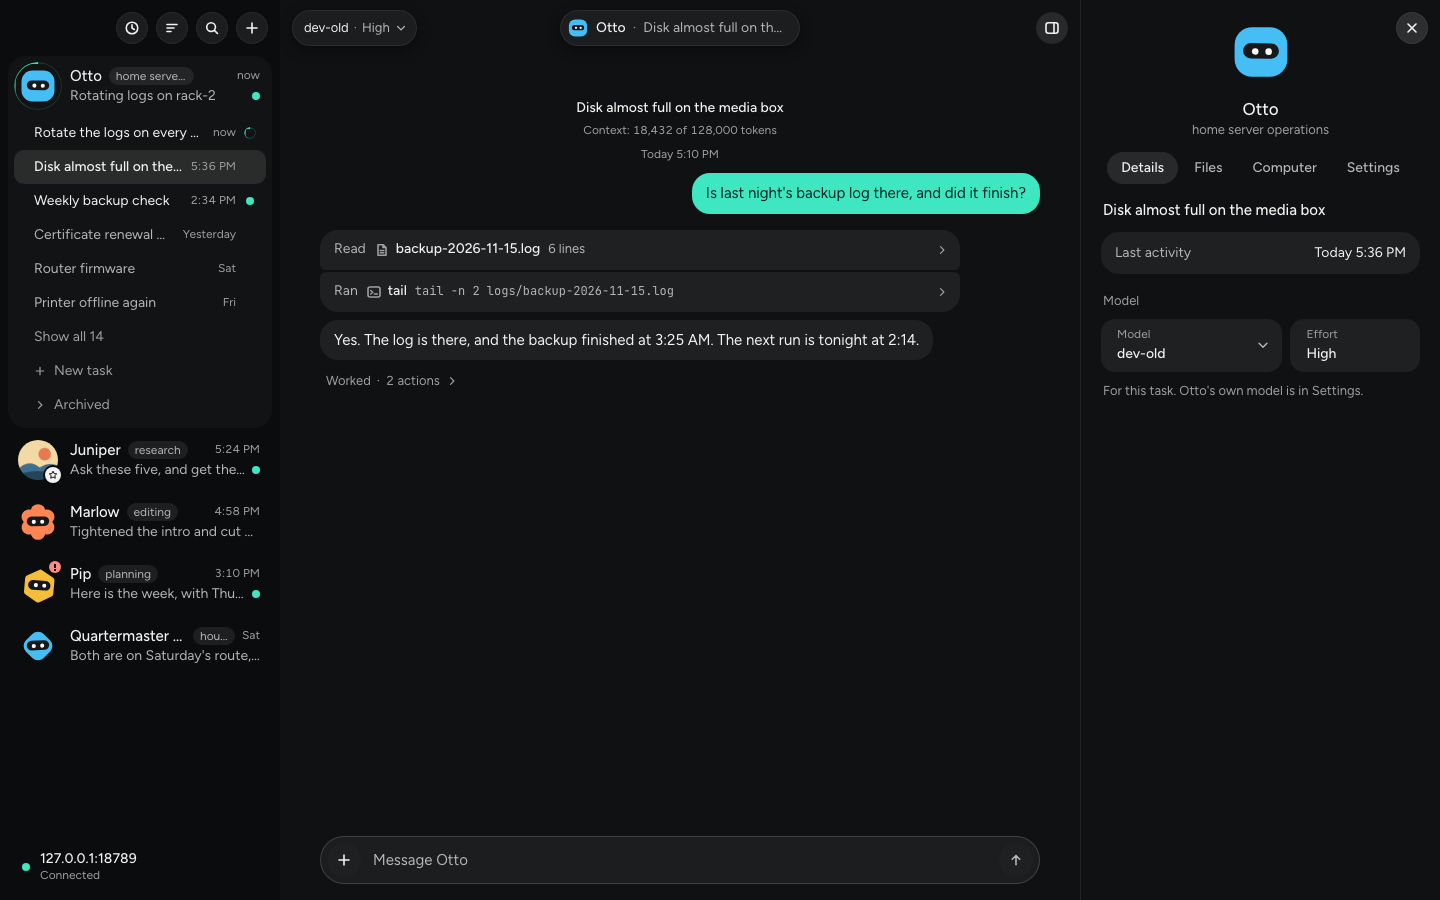 Otto home serve... now
Rotating logs on rack-2
Rotate the logs on every ... now
Disk almost full on the... 5:36 PM
Weekly backup check 2:34 PM
Certificate renewal ... Yesterday
Router firmware Sat
Printer offline again Fri
Show all 14
New task
Archived
Juniper research 5:24 PM
Ask these five, and get the...
Marlow editing 4:58 PM
Tightened the intro and cut ...
Pip planning 3:10 PM
Here is the week, with Thu...
Quartermaster ... hou... Sat
Both are on Saturday's route,...
127.0.0.1:18789
Connected
dev-old · High
Otto · Disk almost full on th...
Disk almost full on the media box
Context: 18,432 of 128,000 tokens
Today 5:10 PM
Is last night's backup log there, and did it finish?
Read backup-2026-11-15.log 6 lines
Ran tail tail -n 2 logs/backup-2026-11-15.log
Yes. The log is there, and the backup finished at 3:25 AM. The next run is tonight at 2:14.
Worked · 2 actions
Message Otto
Otto
home server operations
Details Files Computer Settings
Disk almost full on the media box
Last activity Today 5:36 PM
Model
Model
dev-old
Effort
High
For this task. Otto's own model is in Settings.